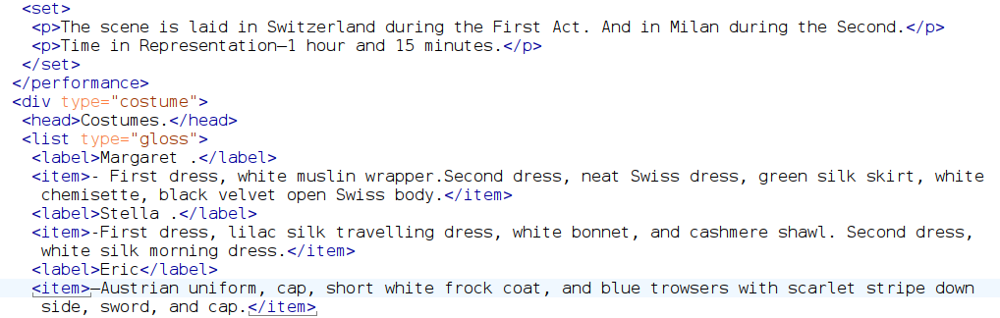 <set>
<p>The scene is laid in Switzerland during the First Act. And in Milan during the Second.</p>
<p>Time in Representation—1 hour and 15 minutes.</p>
</set>
</performance>
<div type="costume">
<head>Costumes.</head>
<list type="gloss">
<label>Margaret .</label>
<item>- First dress, white muslin wrapper.Second dress, neat Swiss dress, green silk skirt, white
chemisette, black velvet open Swiss body.</item>
<label>Stella .</label>
<item>-First dress, lilac silk travelling dress, white bonnet, and cashmere shawl. Second dress,
white silk morning dress.</item>
<label>Eric</label>
<item>—Austrian uniform, cap, short white frock coat, and blue trowsers with scarlet stripe down
side, sword, and cap.</item>